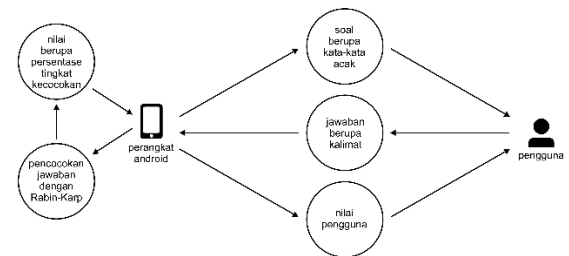 nilai
berupa
persentase
tingkat
kecocokan
soal
berupa
kata-kata
acak
perangkat
android
jawaban
berupa
kalimat
pengguna
pencocokan
jawaban
dengan
Rabin-Karp
nilai
pengguna